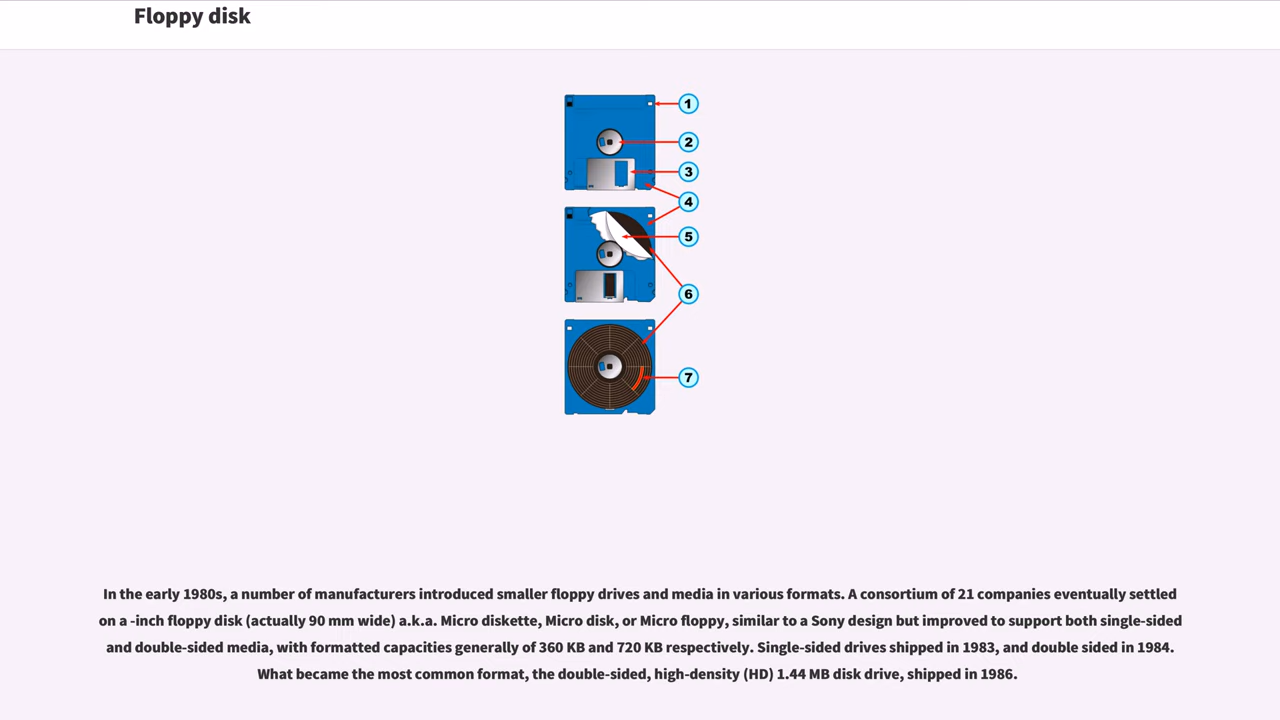 Floppy disk
1
2
3
4
5
6
7
In the early 1980s, a number of manufacturers introduced smaller floppy drives and media in various formats. A consortium of 21 companies eventually settled
on a -inch floppy disk (actually 90 mm wide) a.k.a. Micro diskette, Micro disk, or Micro floppy, similar to a Sony design but improved to support both single-sided
and double-sided media, with formatted capacities generally of 360 KB and 720 KB respectively. Single-sided drives shipped in 1983, and double sided in 1984.
What became the most common format, the double-sided, high-density (HD) 1.44 MB disk drive, shipped in 1986.